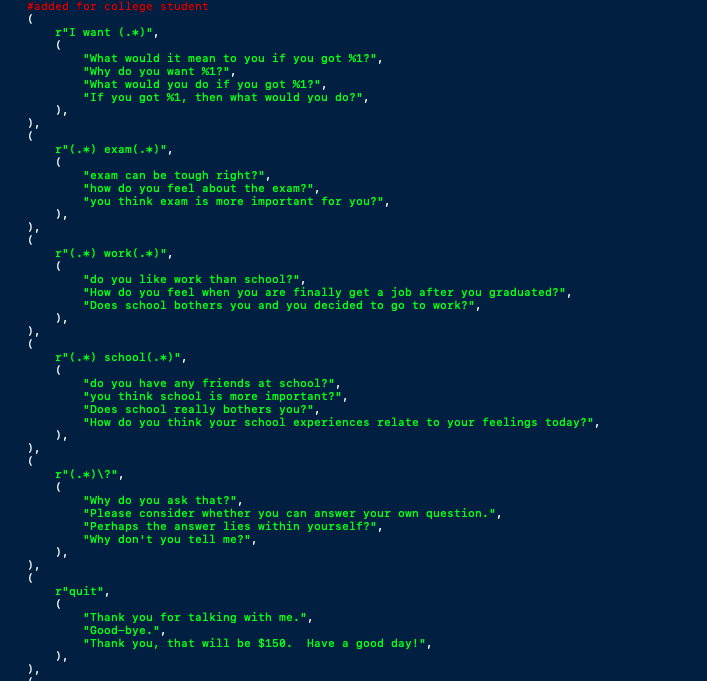 #added for college student
(
r"I want (.*)",
(
"What would it mean to you if you got %1?",
"Why do you want %1?",
"What would you do if you got %1?",
"If you got %1, then what would you do?",
),
),
(
r"(.*) exam(.*)",
(
"exam can be tough right?",
"how do you feel about the exam?",
"you think exam is more important for you?",
),
),
(
r"(.*) work(.*)",
(
"do you like work than school?",
"How do you feel when you are finally get a job after you graduated?",
"Does school bothers you and you decided to go to work?",
),
),
(
r"(.*) school(.*)",
(
"do you have any friends at school?",
"you think school is more important?",
"Does school really bothers you?",
"How do you think your school experiences relate to your feelings today?",
),
),
(
r"(.*)\?",
(
"Why do you ask that?",
"Please consider whether you can answer your own question.",
"Perhaps the answer lies within yourself?",
"Why don't you tell me?",
),
),
(
r"quit",
(
"Thank you for talking with me.",
"Good-bye.",
"Thank you, that will be $150.  Have a good day!",
),
),
(